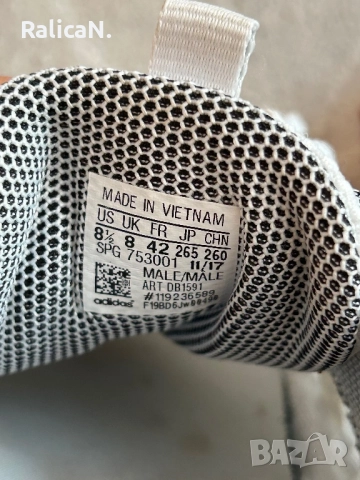 RalicaN.
MADE IN VIETNAM
US UK FR JP CHN
8½ 8 42 265 260
SPG 753001 11/17
MALE/MALE
ART DB1591
#119236589
adidas
BAZAR